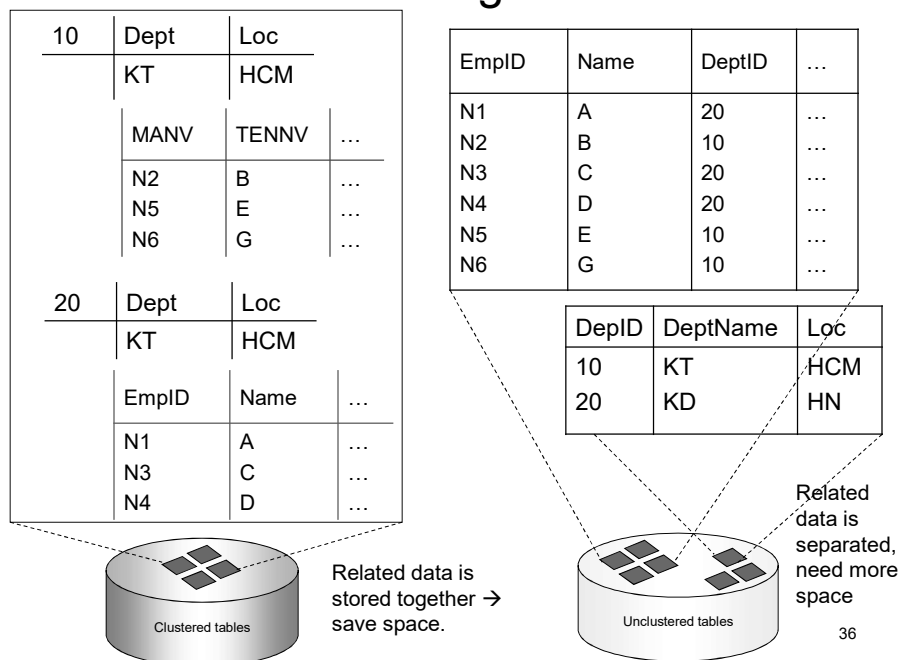 10 Dept Loc
KT HCM
MANV TENNV …
N2 B …
N5 E …
N6 G …
20 Dept Loc
KT HCM
EmpID Name …
N1 A …
N3 C …
N4 D …
Clustered tables
Related data is
stored together →
save space.
EmpID Name DeptID …
N1 A 20 …
N2 B 10 …
N3 C 20 …
N4 D 20 …
N5 E 10 …
N6 G 10 …
DepID DeptName Loc
10 KT HCM
20 KD HN
Unclustered tables
Related
data is
separated,
need more
space
36